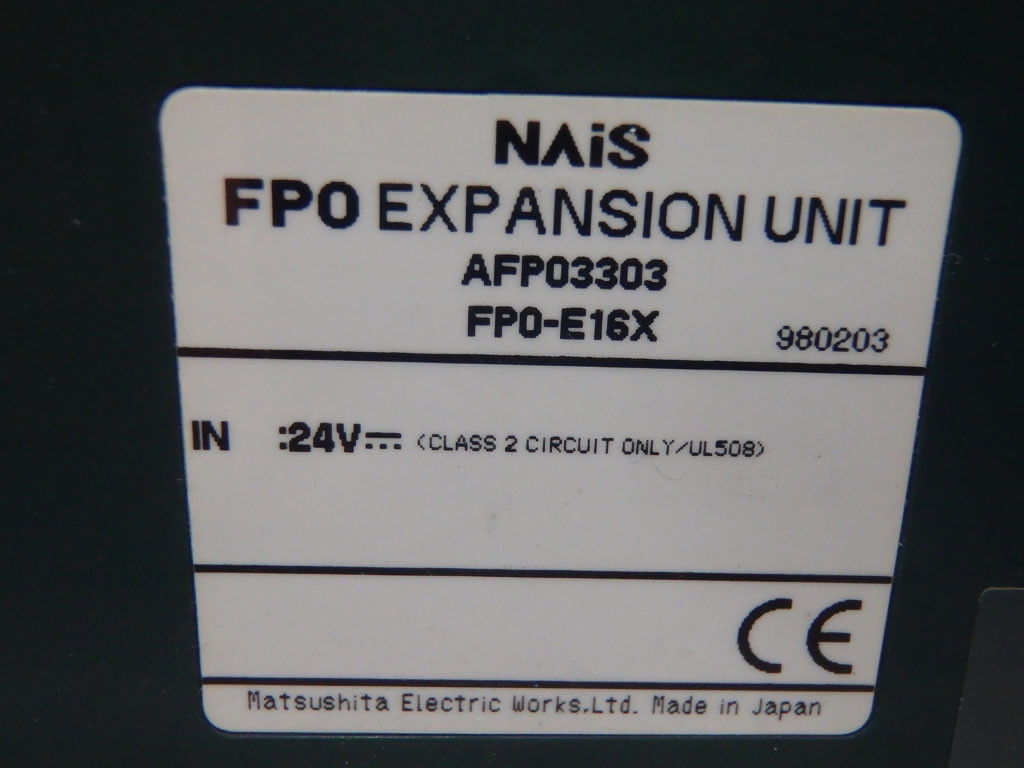 NAiS
FP0 EXPANSION UNIT
AFP03303
FP0-E16X 980203
IN :24V⎓ (CLASS 2 CIRCUIT ONLY/UL508)
CE
Matsushita Electric Works,Ltd. Made in Japan